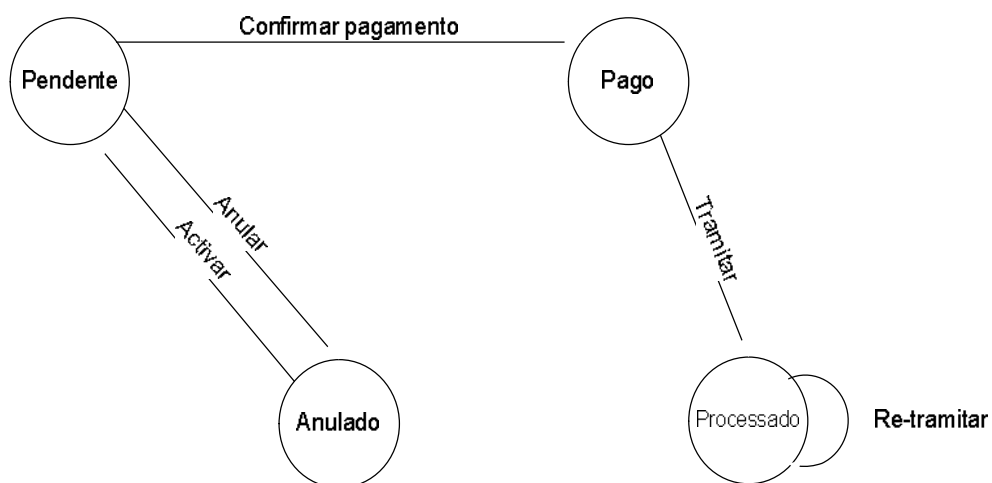 Confirmar pagamento
Pendente
Pago
Anular
Activar
Tramitar
Anulado
Processado
Re-tramitar